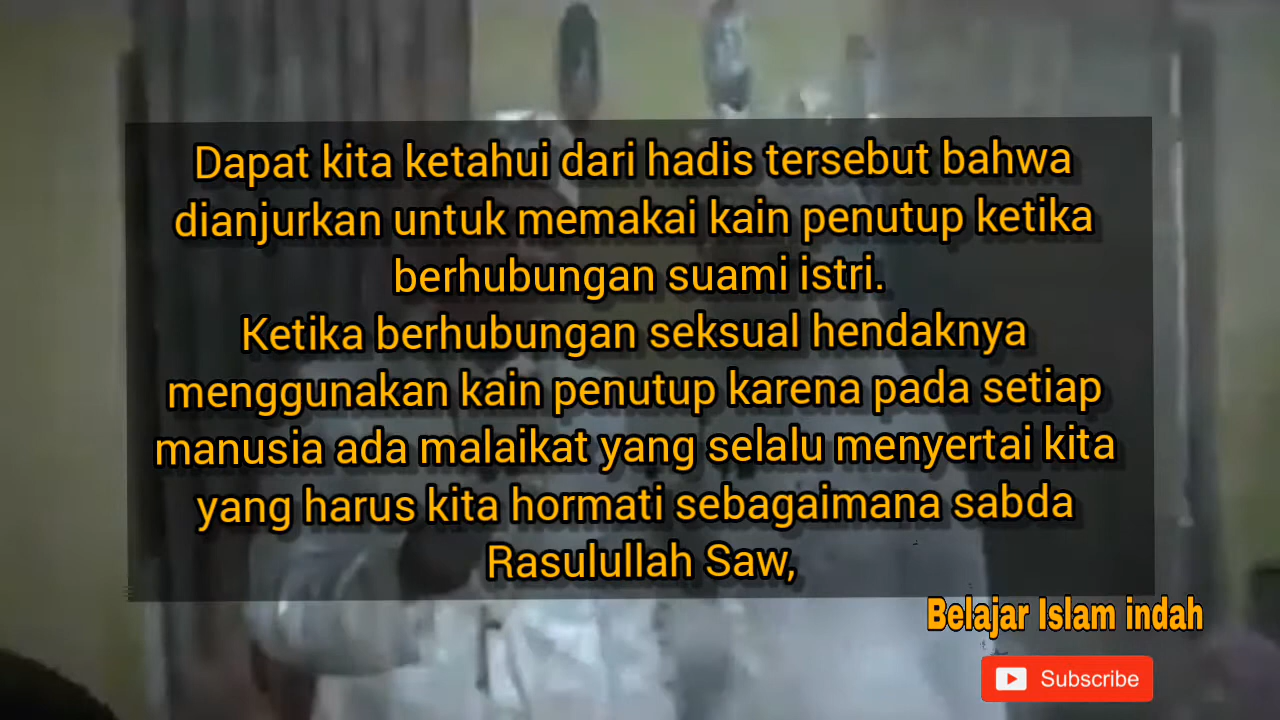 Dapat kita ketahui dari hadis tersebut bahwa
dianjurkan untuk memakai kain penutup ketika
berhubungan suami istri.
Ketika berhubungan seksual hendaknya
menggunakan kain penutup karena pada setiap
manusia ada malaikat yang selalu menyertai kita
yang harus kita hormati sebagaimana sabda
Rasulullah Saw,
Belajar Islam indah
Subscribe